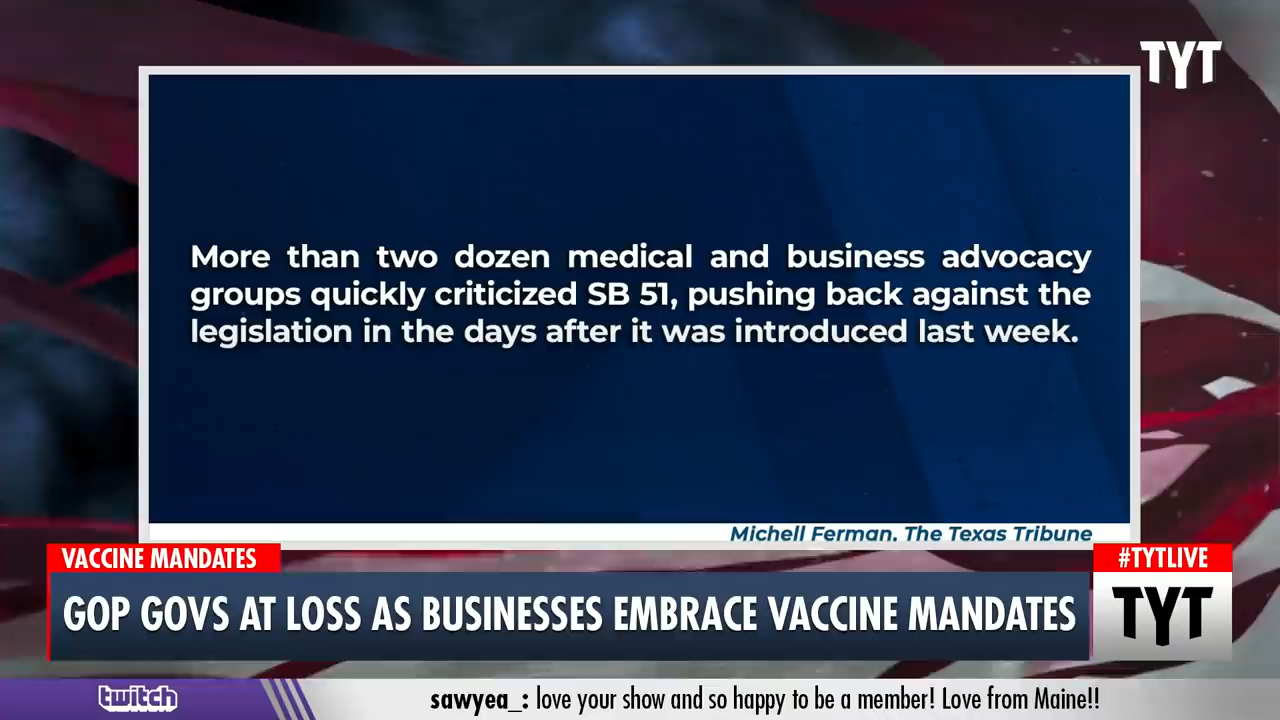 TYT
More than two dozen medical and business advocacy
groups quickly criticized SB 51, pushing back against the
legislation in the days after it was introduced last week.
Michell Ferman, The Texas Tribune
VACCINE MANDATES
#TYTLIVE
GOP GOVS AT LOSS AS BUSINESSES EMBRACE VACCINE MANDATES
TYT
twitch
sawyea_: love your show and so happy to be a member! Love from Maine!!